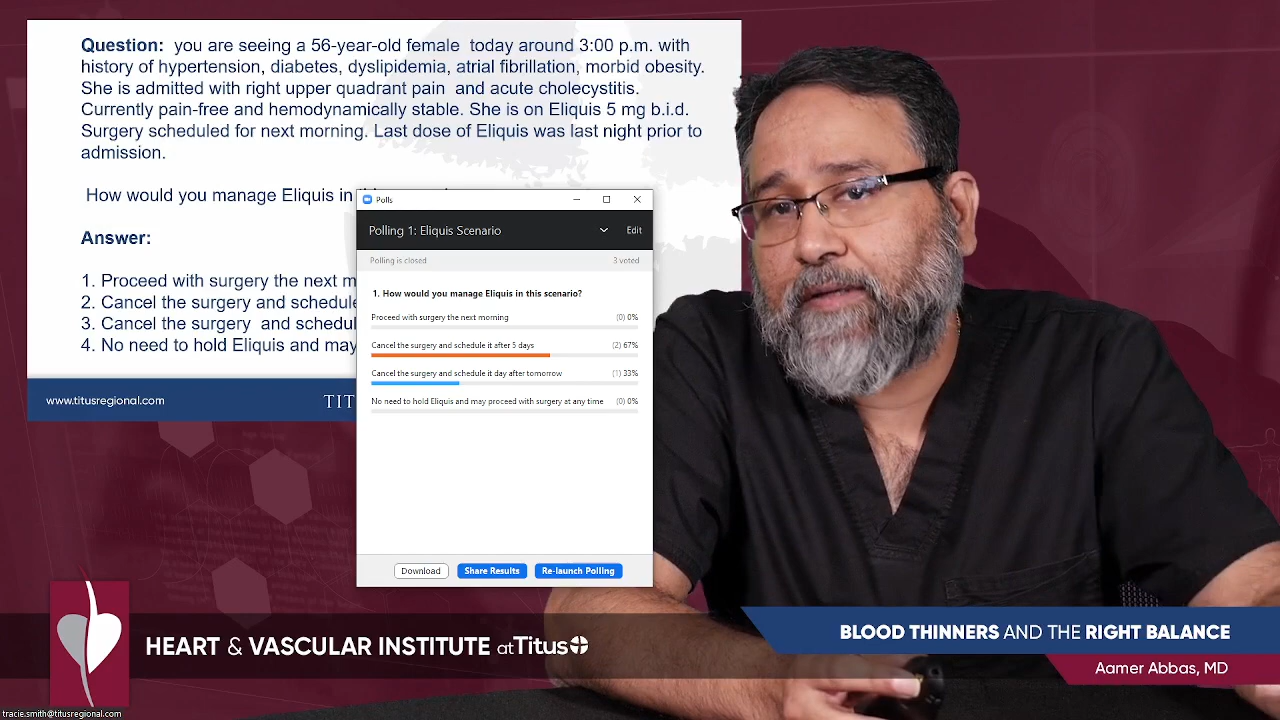 Question: you are seeing a 56-year-old female today around 3:00 p.m. with
history of hypertension, diabetes, dyslipidemia, atrial fibrillation, morbid obesity.
She is admitted with right upper quadrant pain and acute cholecystitis.
Currently pain-free and hemodynamically stable. She is on Eliquis 5 mg b.i.d.
Surgery scheduled for next morning. Last dose of Eliquis was last night prior to
admission.
How would you manage Eliquis in
Answer:
1. Proceed with surgery the next m
2. Cancel the surgery and schedule
3. Cancel the surgery and schedul
4. No need to hold Eliquis and may
www.titusregional.com
TIT
Polls
Polling 1: Eliquis Scenario
Edit
Polling is closed
3 voted
1. How would you manage Eliquis in this scenario?
Proceed with surgery the next morning (0) 0%
Cancel the surgery and schedule it after 5 days (2) 67%
Cancel the surgery and schedule it day after tomorrow (1) 33%
No need to hold Eliquis and may proceed with surgery at any time (0) 0%
Download
Share Results
Re-launch Polling
HEART & VASCULAR INSTITUTE at Titus
BLOOD THINNERS AND THE RIGHT BALANCE
Aamer Abbas, MD
tracie.smith@titusregional.com